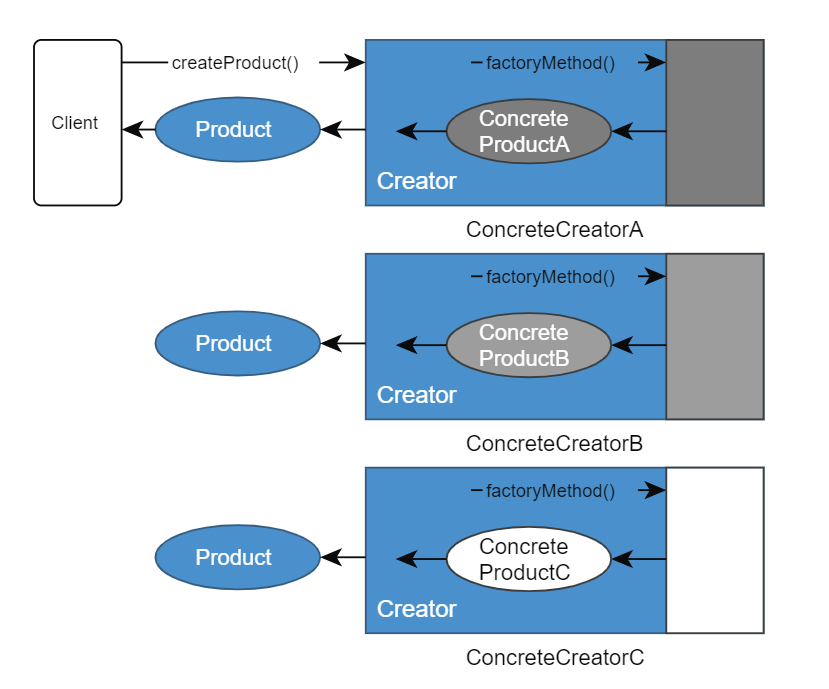 createProduct()
factoryMethod()
Client
Product
Concrete
ProductA
Creator
ConcreteCreatorA
factoryMethod()
Product
Concrete
ProductB
Creator
ConcreteCreatorB
factoryMethod()
Product
Concrete
ProductC
Creator
ConcreteCreatorC